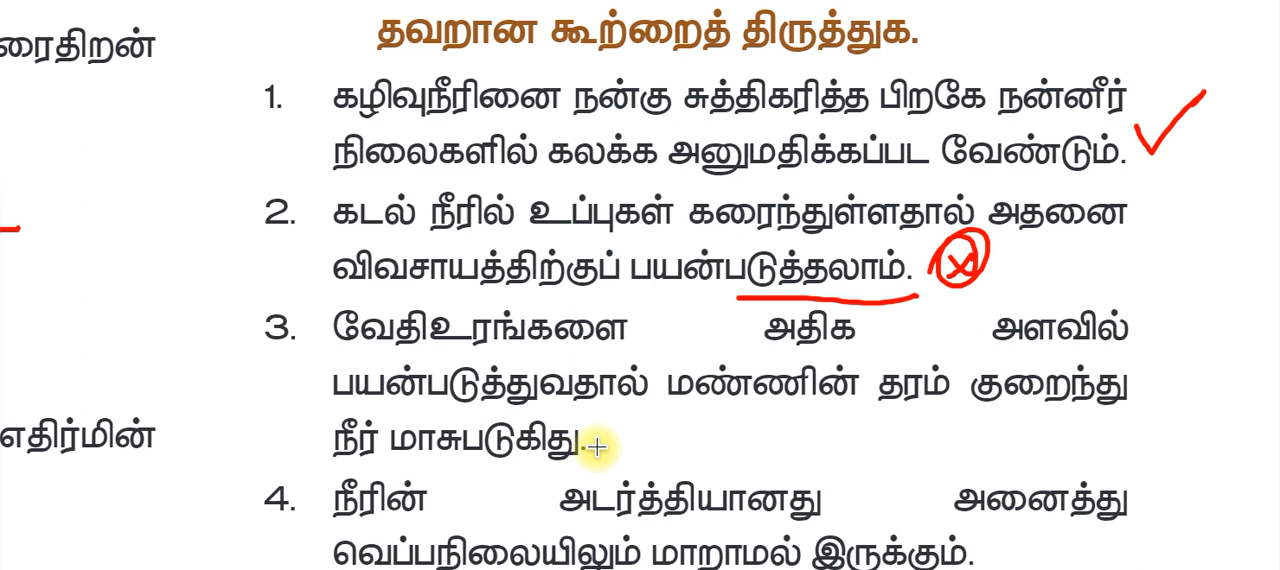 ரைதிறன்
தவறான கூற்றைத் திருத்துக.
1. கழிவுநீரினை நன்கு சுத்திகரித்த பிறகே நன்னீர்
நிலைகளில் கலக்க அனுமதிக்கப்பட வேண்டும்.
2. கடல் நீரில் உப்புகள் கரைந்துள்ளதால் அதனை
விவசாயத்திற்குப் பயன்படுத்தலாம்.
3. வேதிஉரங்களை அதிக அளவில்
பயன்படுத்துவதால் மண்ணின் தரம் குறைந்து
எதிர்மின்
நீர் மாசுபடுகிது.
4. நீரின் அடர்த்தியானது அனைத்து
வெப்பநிலையிலும் மாறாமல் இருக்கும்.